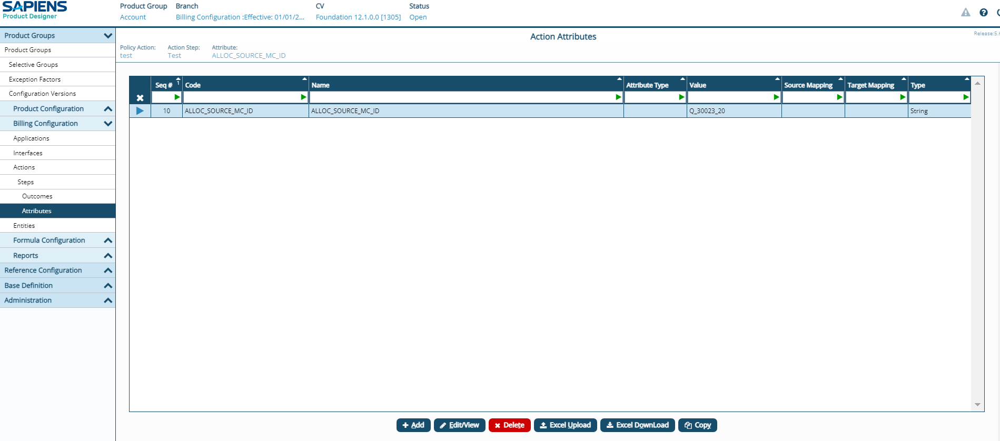 SAPIENS
Product Designer
Product Group Branch CV Status
Account Billing Configuration :Effective: 01/01/2... Foundation 12.1.0.0 [1305] Open
Product Groups
Product Groups
Selective Groups
Exception Factors
Configuration Versions
Product Configuration
Billing Configuration
Applications
Interfaces
Actions
Steps
Outcomes
Attributes
Entities
Formula Configuration
Reports
Reference Configuration
Base Definition
Administration
Action Attributes
Release:5.6
Policy Action: Action Step: Attribute:
test Test ALLOC_SOURCE_MC_ID
Seq # 1 Code Name Attribute Type Value Source Mapping Target Mapping Type
10 ALLOC_SOURCE_MC_ID ALLOC_SOURCE_MC_ID Q_30023_20 String
Add Edit/View Delete Excel Upload Excel DownLoad Copy